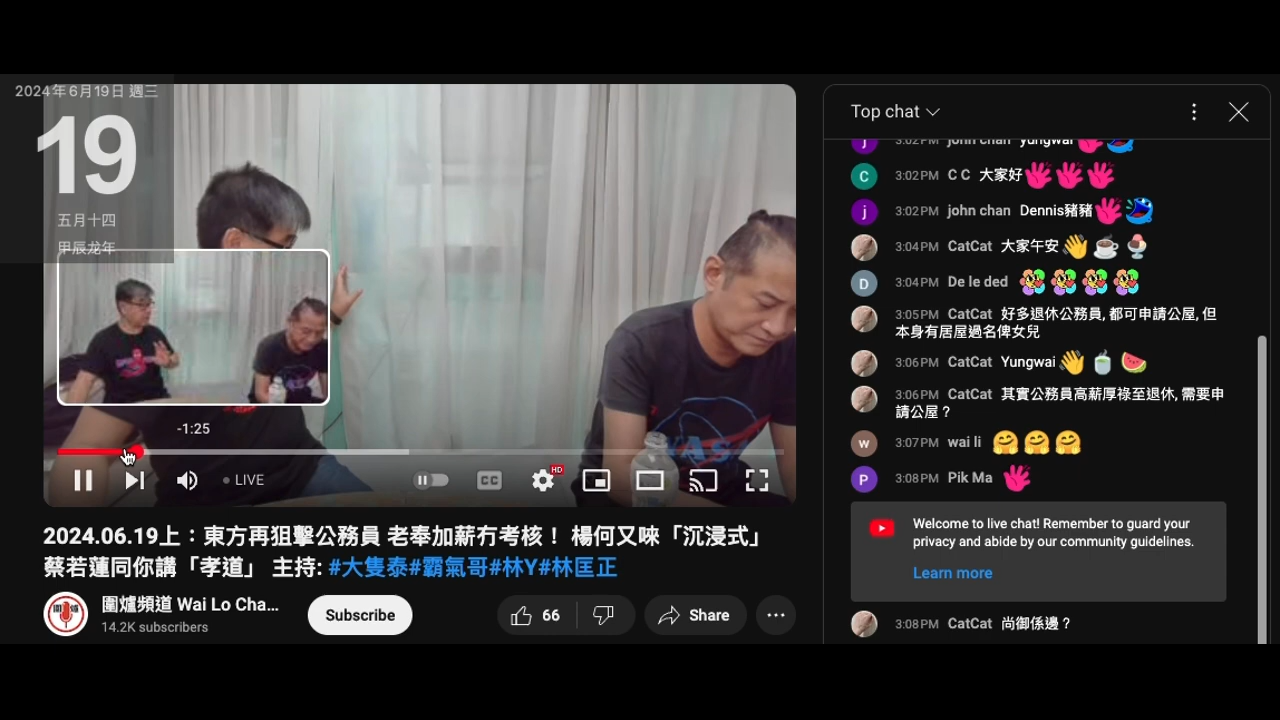 2024年6月19日 週三
19
五月十四
甲辰龙年
-1:25
LIVE
CC
HD
2024.06.19上：東方再狙擊公務員 老奉加薪冇考核！ 楊何又唻「沉浸式」
蔡若蓮同你講「孝道」 主持: #大隻泰#霸氣哥#林Y#林匡正
圍爐頻道 Wai Lo Cha...
14.2K subscribers
Subscribe
66
Share
Top chat
3:02PM john chan yungwai
C
3:02PM C C 大家好
j
3:02PM john chan Dennis豬豬
3:04PM CatCat 大家午安
D
3:04PM De le ded
3:05PM CatCat 好多退休公務員, 都可申請公屋, 但
本身有居屋過名俾女兒
3:06PM CatCat Yungwai
3:06PM CatCat 其實公務員高薪厚祿至退休, 需要申
請公屋？
w
3:07PM wai li
P
3:08PM Pik Ma
Welcome to live chat! Remember to guard your
privacy and abide by our community guidelines.
Learn more
3:08PM CatCat 尚御係邊？